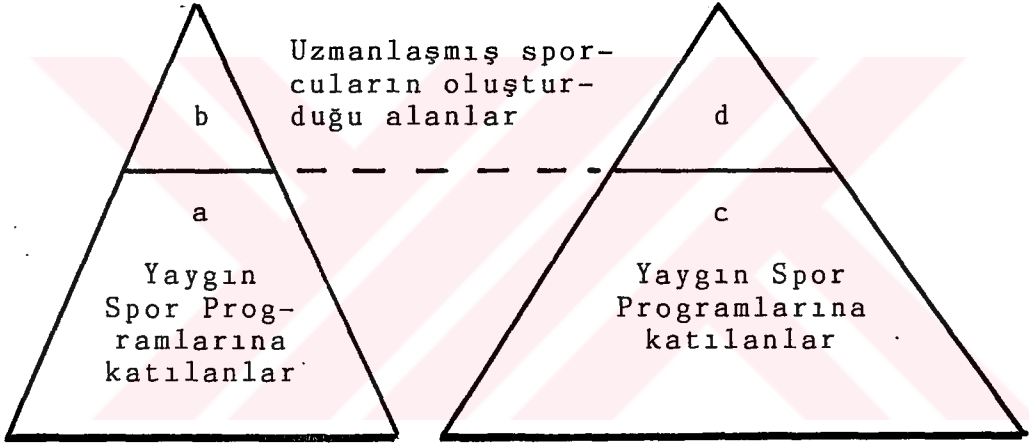 Uzmanlaşmış spor-
cuların oluştur-
duğu alanlar
b
d
a
Yaygın
Spor Prog-
ramlarına
katılanlar
c
Yaygın Spor
Programlarına
katılanlar